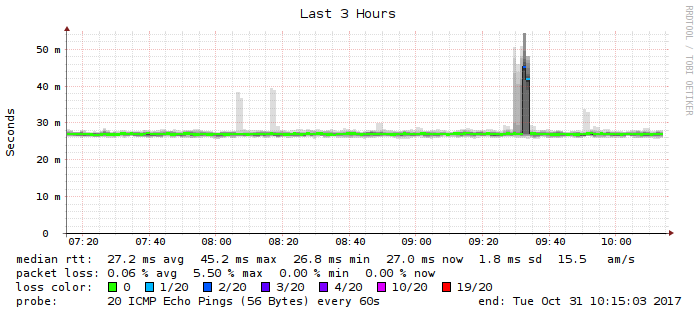 Last 3 Hours
RRDTOOL / TOBI OETIKER
Seconds
50 m
40 m
30 m
20 m
10 m
0
07:20 07:40 08:00 08:20 08:40 09:00 09:20 09:40 10:00
median rtt: 27.2 ms avg 45.2 ms max 26.8 ms min 27.0 ms now 1.8 ms sd 15.5 am/s
packet loss: 0.06 % avg 5.50 % max 0.00 % min 0.00 % now
loss color: 0 1/20 2/20 3/20 4/20 10/20 19/20
probe: 20 ICMP Echo Pings (56 Bytes) every 60s end: Tue Oct 31 10:15:03 2017